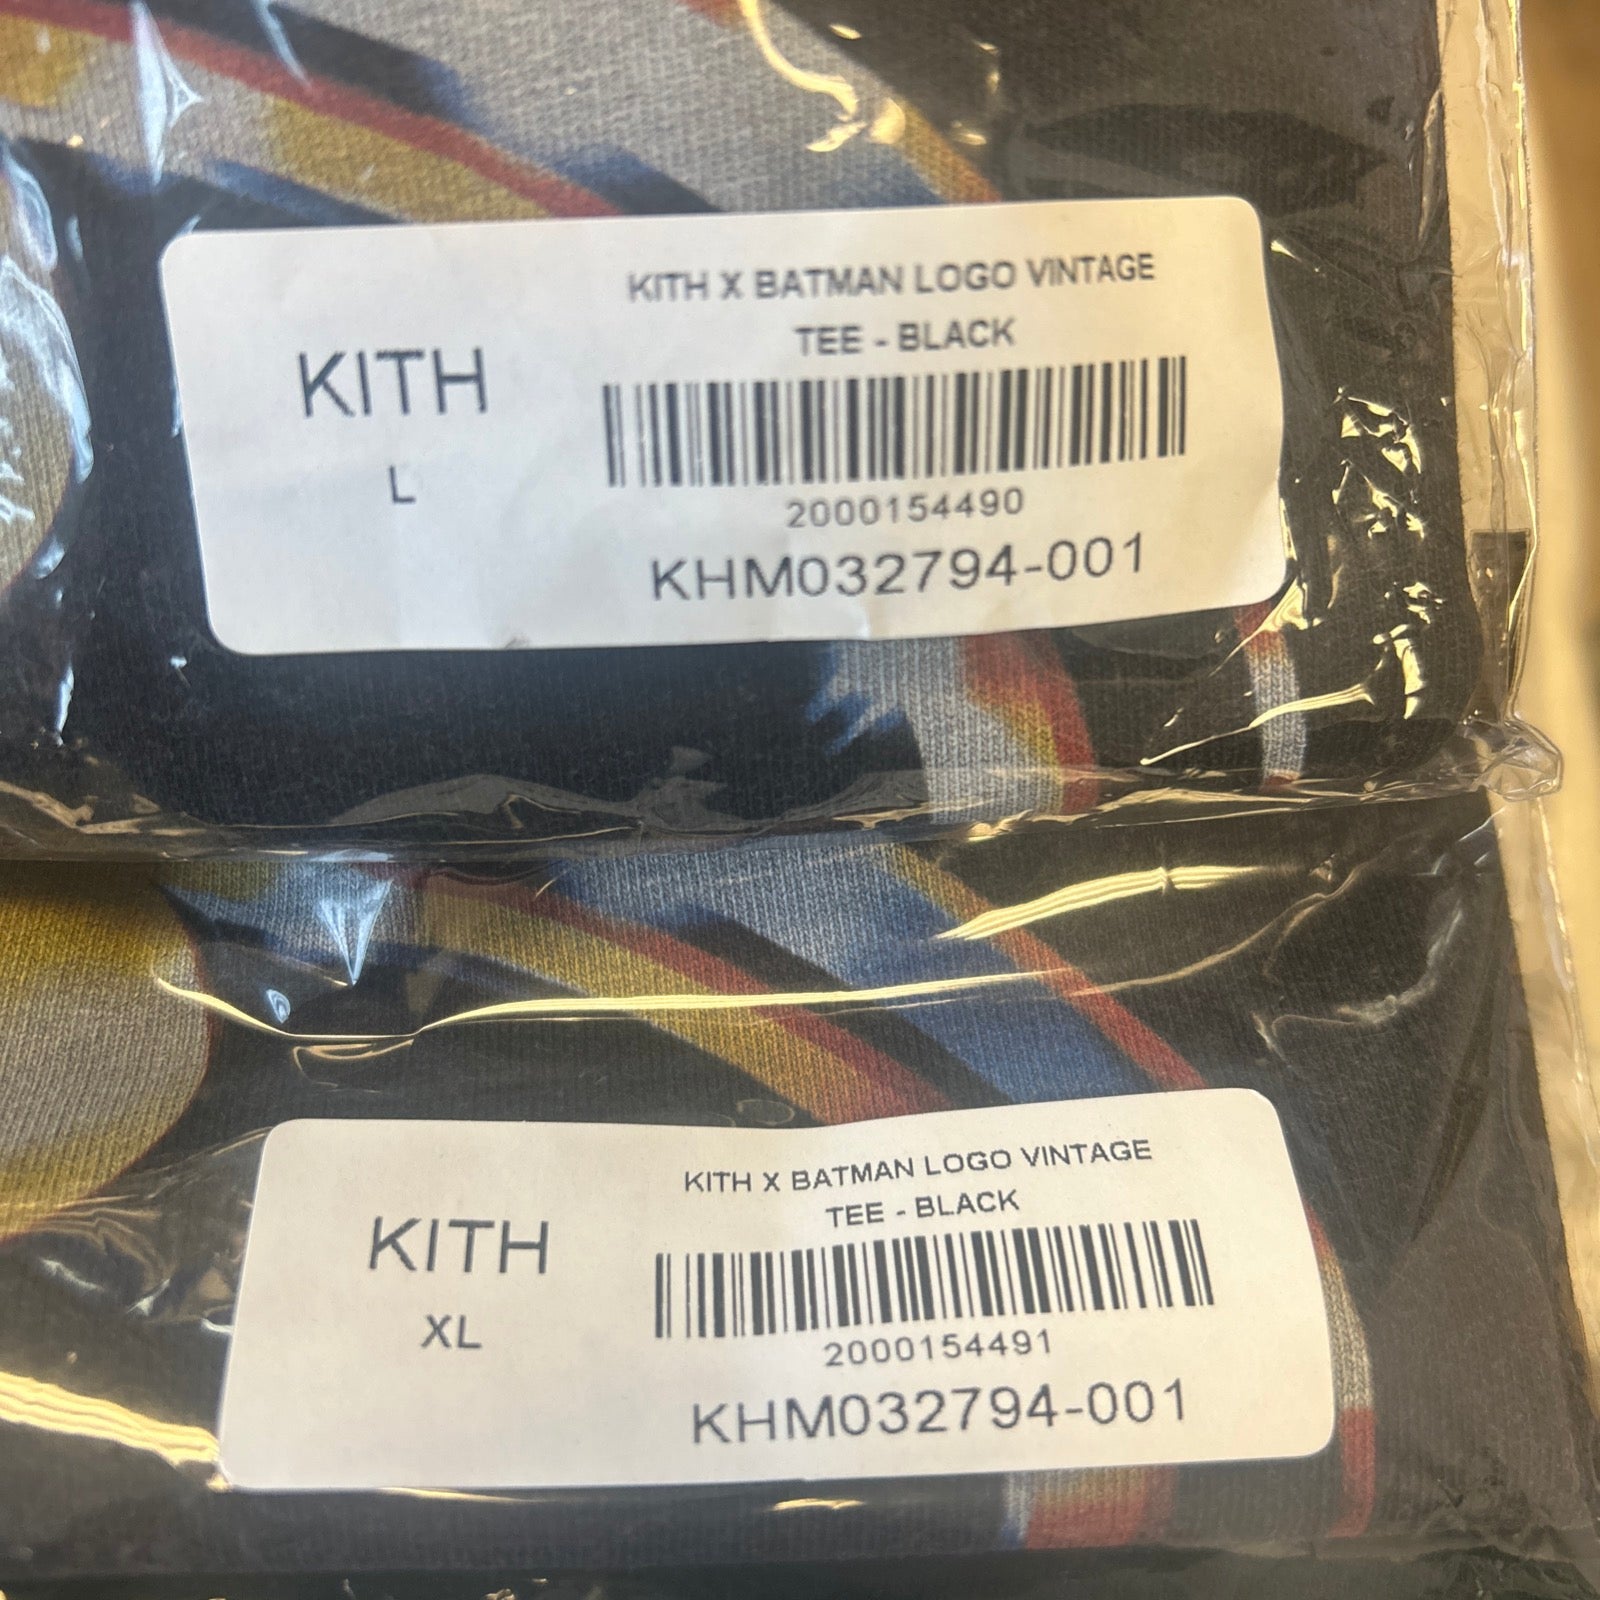 KITH X BATMAN LOGO VINTAGE
TEE - BLACK
KITH
L
2000154490
KHM032794-001
KITH X BATMAN LOGO VINTAGE
TEE - BLACK
KITH
XL
2000154491
KHM032794-001